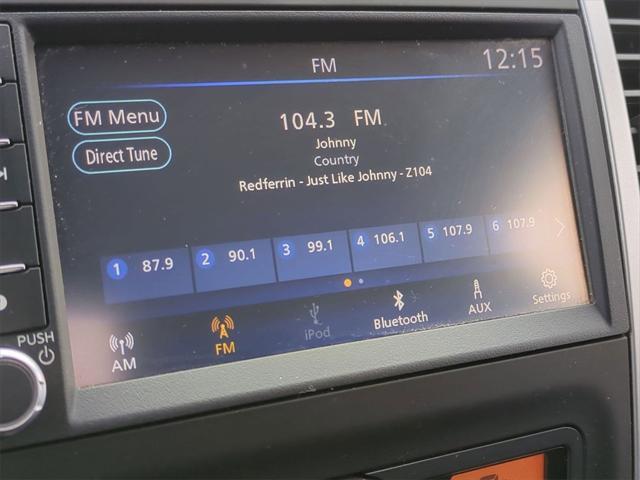 FM
12:15
FM Menu
104.3 FM
Johnny
Direct Tune
Country
Redferrin - Just Like Johnny - Z104
1 87.9
2 90.1
3 99.1
4 106.1
5 107.9
6 107.9
AM
FM
iPod
Bluetooth
AUX
Settings
PUSH